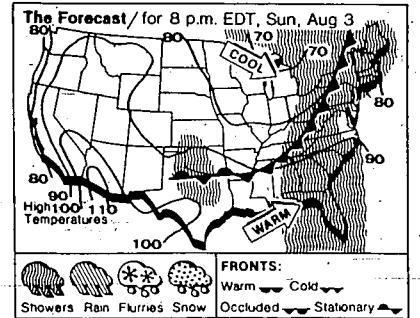 The Forecast / for 8 p.m. EDT, Sun, Aug 3
80
80
70
70
COOL
80
90
80
90
100
110
High
Temperatures
100
WARM
Showers Rain Flurries Snow
FRONTS:
Warm Cold
Occluded Stationary